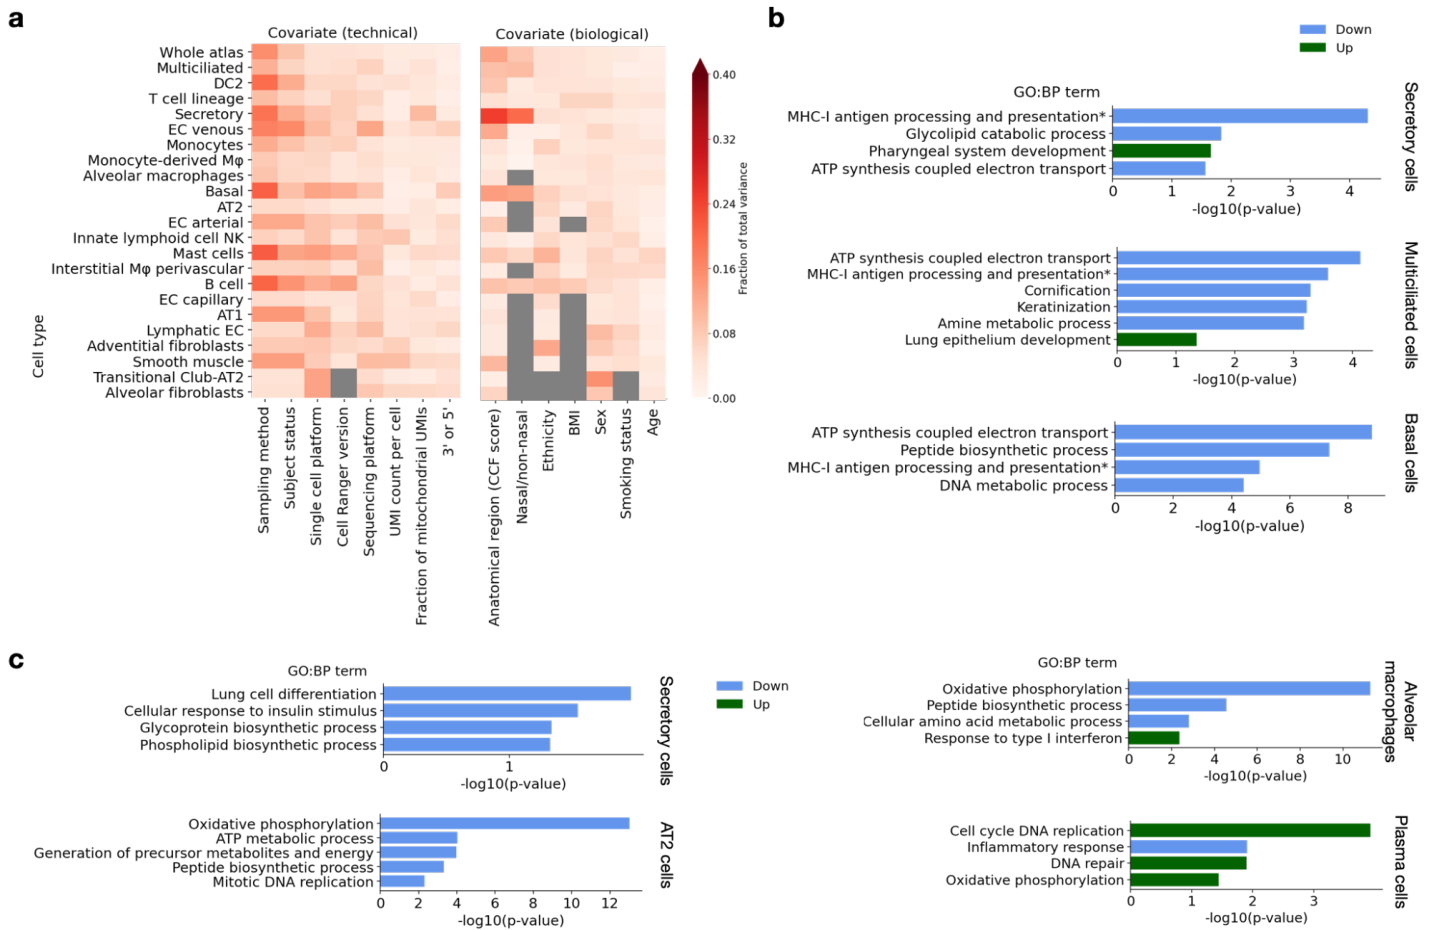 a
Covariate (technical)
Covariate (biological)
Whole atlas
Multiciliated
DC2
T cell lineage
Secretory
EC venous
Monocytes
Monocyte-derived Mφ
Alveolar macrophages
Basal
AT2
EC arterial
Innate lymphoid cell NK
Mast cells
Interstitial Mφ perivascular
B cell
EC capillary
AT1
Lymphatic EC
Adventitial fibroblasts
Smooth muscle
Transitional Club-AT2
Alveolar fibroblasts
Cell type
Sampling method
Subject status
Single cell platform
Cell Ranger version
Sequencing platform
UMI count per cell
Fraction of mitochondrial UMIs
3' or 5'
Anatomical region (CCF score)
Nasal/non-nasal
Ethnicity
BMI
Sex
Smoking status
Age
0.40
0.32
0.24
0.16
0.08
0.00
Fraction of total variance
b
Down
Up
GO:BP term
MHC-I antigen processing and presentation*
Glycolipid catabolic process
Pharyngeal system development
ATP synthesis coupled electron transport
0 1 2 3 4
-log10(p-value)
Secretory cells
ATP synthesis coupled electron transport
MHC-I antigen processing and presentation*
Cornification
Keratinization
Amine metabolic process
Lung epithelium development
0 1 2 3 4
-log10(p-value)
Multiciliated cells
ATP synthesis coupled electron transport
Peptide biosynthetic process
MHC-I antigen processing and presentation*
DNA metabolic process
0 2 4 6 8
-log10(p-value)
Basal cells
c
GO:BP term
Lung cell differentiation
Cellular response to insulin stimulus
Glycoprotein biosynthetic process
Phospholipid biosynthetic process
0 1
-log10(p-value)
Secretory cells
Down
Up
Oxidative phosphorylation
ATP metabolic process
Generation of precursor metabolites and energy
Peptide biosynthetic process
Mitotic DNA replication
0 2 4 6 8 10 12
-log10(p-value)
AT2 cells
GO:BP term
Oxidative phosphorylation
Peptide biosynthetic process
Cellular amino acid metabolic process
Response to type I interferon
0 2 4 6 8 10
-log10(p-value)
Alveolar
macrophages
Cell cycle DNA replication
Inflammatory response
DNA repair
Oxidative phosphorylation
0 1 2 3
-log10(p-value)
Plasma cells